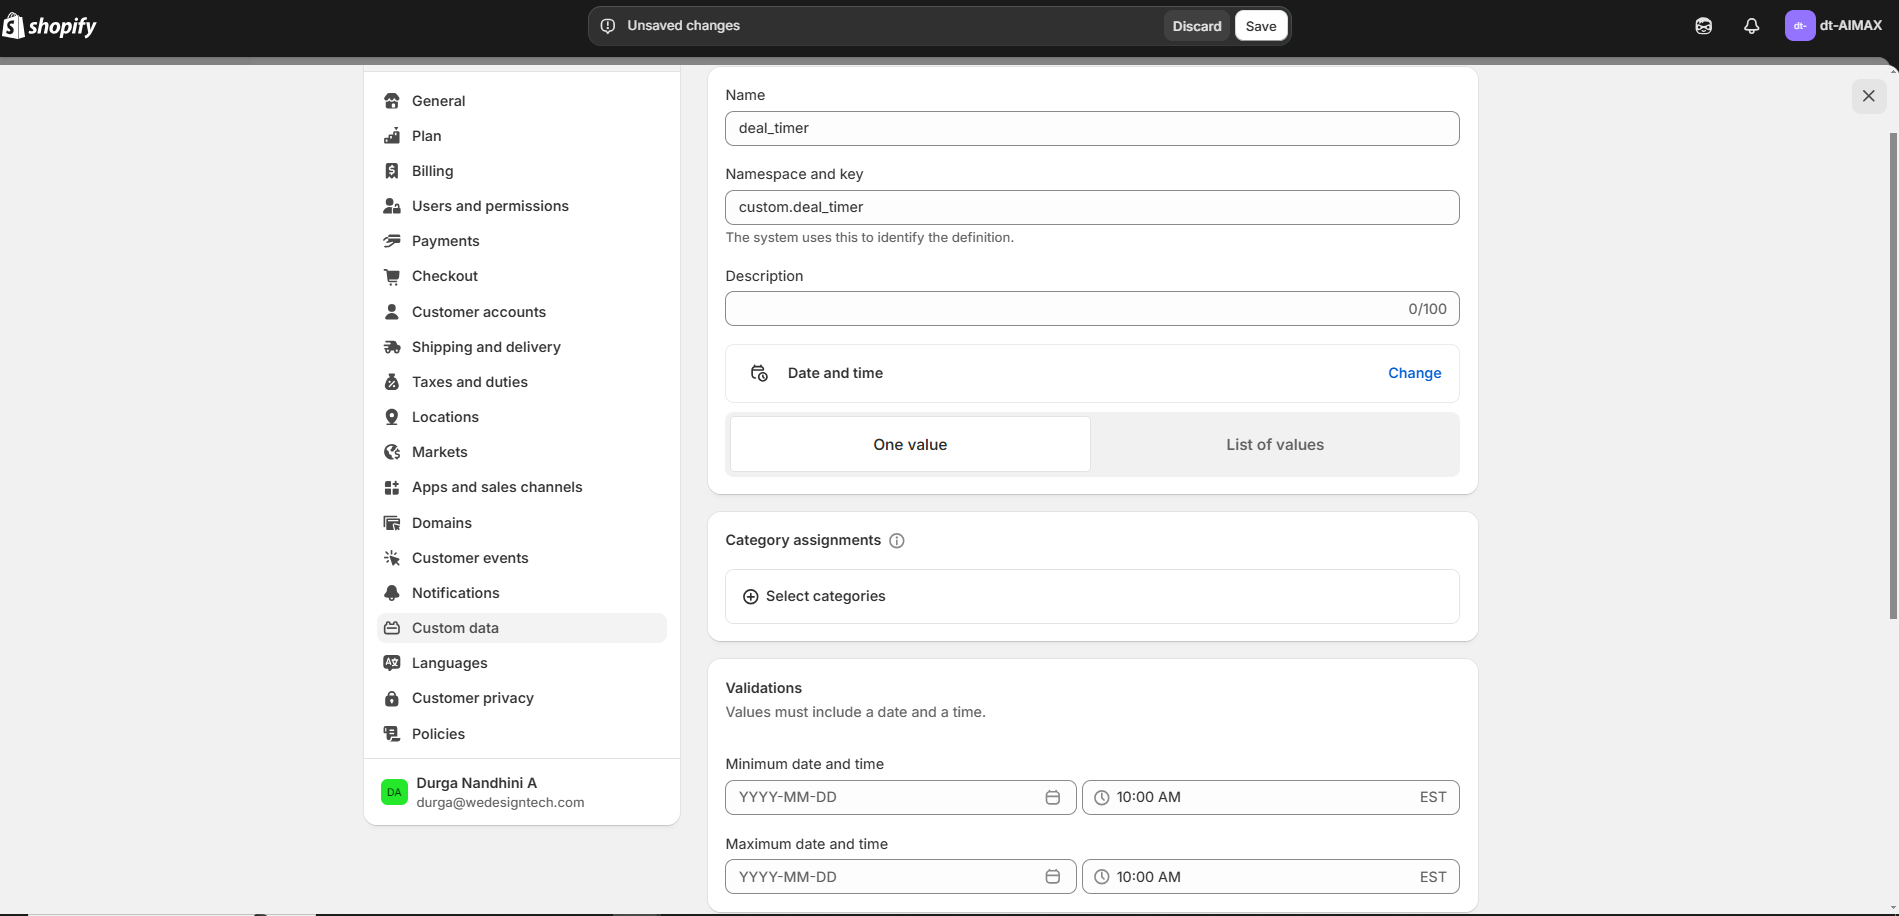 shopify
Unsaved changes
Discard
Save
dt-
dt-AIMAX
General
Plan
Billing
Users and permissions
Payments
Checkout
Customer accounts
Shipping and delivery
Taxes and duties
Locations
Markets
Apps and sales channels
Domains
Customer events
Notifications
Custom data
Languages
Customer privacy
Policies
DA
Durga Nandhini A
durga@wedesigntech.com
Name
deal_timer
Namespace and key
custom.deal_timer
The system uses this to identify the definition.
Description
0/100
Date and time
Change
One value
List of values
Category assignments
Select categories
Validations
Values must include a date and a time.
Minimum date and time
YYYY-MM-DD
10:00 AM
EST
Maximum date and time
YYYY-MM-DD
10:00 AM
EST